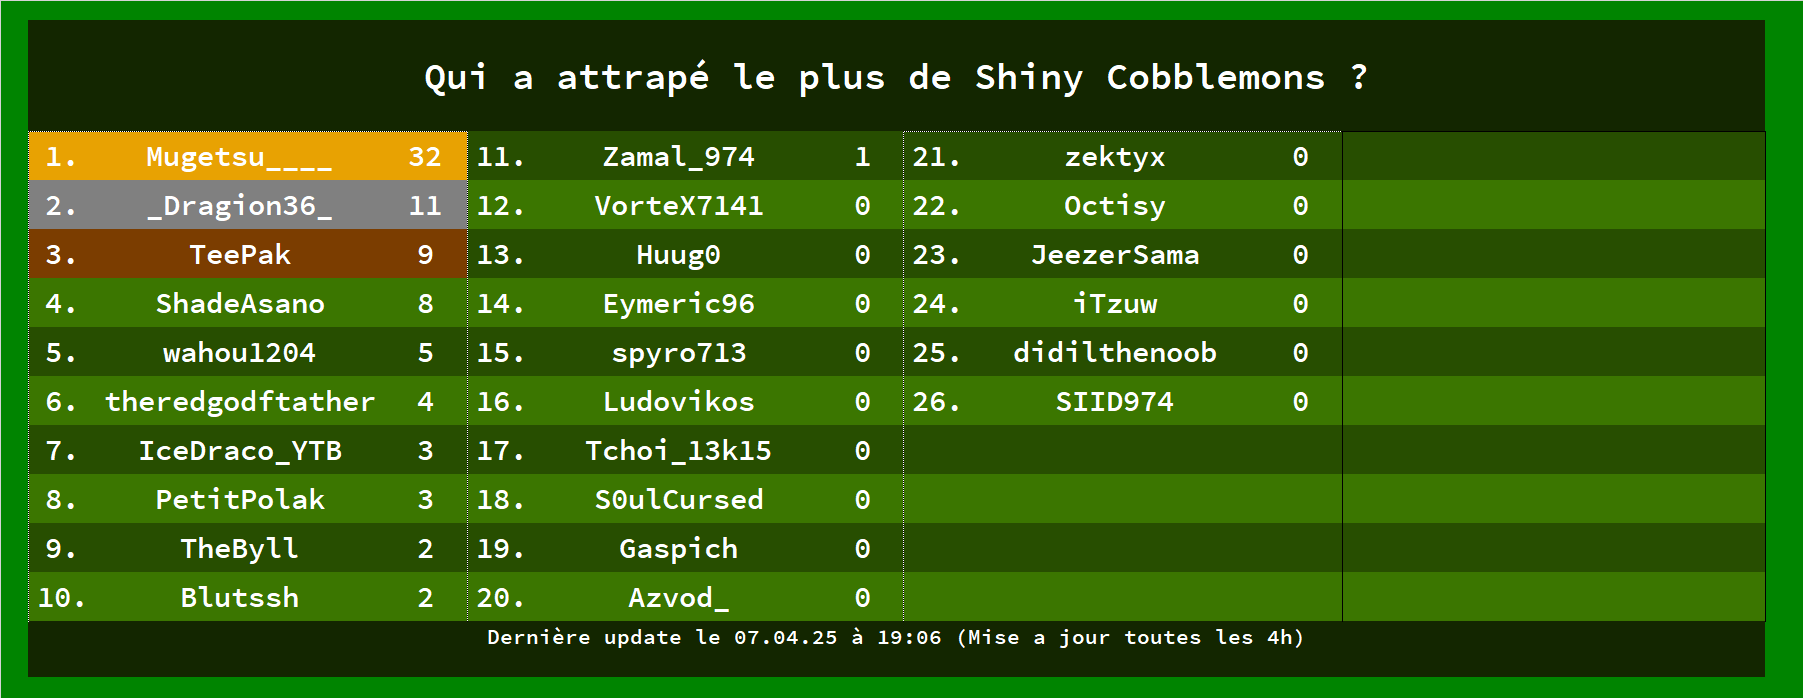 Qui a attrapé le plus de Shiny Cobblemons ?
1. Mugetsu____ 32
2. _Dragion36_ 11
3. TeePak 9
4. ShadeAsano 8
5. wahou1204 5
6. theredgodftather 4
7. IceDraco_YTB 3
8. PetitPolak 3
9. TheByll 2
10. Blutssh 2
11. Zamal_974 1
12. VorteX7141 0
13. Huug0 0
14. Eymeric96 0
15. spyro713 0
16. Ludovikos 0
17. Tchoi_13k15 0
18. S0ulCursed 0
19. Gaspich 0
20. Azvod_ 0
21. zektyx 0
22. Octisy 0
23. JeezerSama 0
24. iTzuw 0
25. didilthenoob 0
26. SIID974 0
Dernière update le 07.04.25 à 19:06 (Mise a jour toutes les 4h)